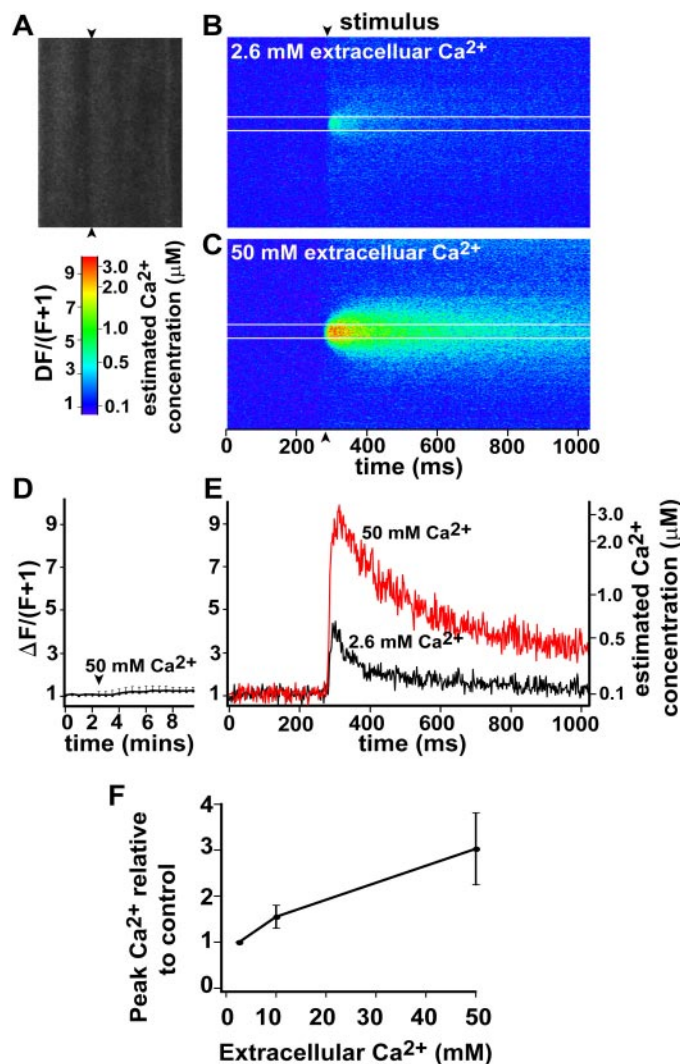 A
stimulus
B
2.6 mM extracelluar Ca2+
C
50 mM extracelluar Ca2+
DF/(F+1)
9
7
5
3
1
3.0
2.0
1.0
0.5
0.1
estimated Ca2+
concentration (μM)
0 200 400 600 800 1000
time (ms)
D
ΔF/(F+1)
9
7
5
3
1
50 mM Ca2+
0 2 4 6 8
time (mins)
E
9
7
5
3
1
50 mM Ca2+
2.6 mM Ca2+
3.0
2.0
1.0
0.5
0.1
estimated Ca2+
concentration (μM)
0 200 400 600 800 1000
time (ms)
F
Peak Ca2+ relative
to control
4
3
2
1
0
0 10 20 30 40 50
Extracellular Ca2+ (mM)